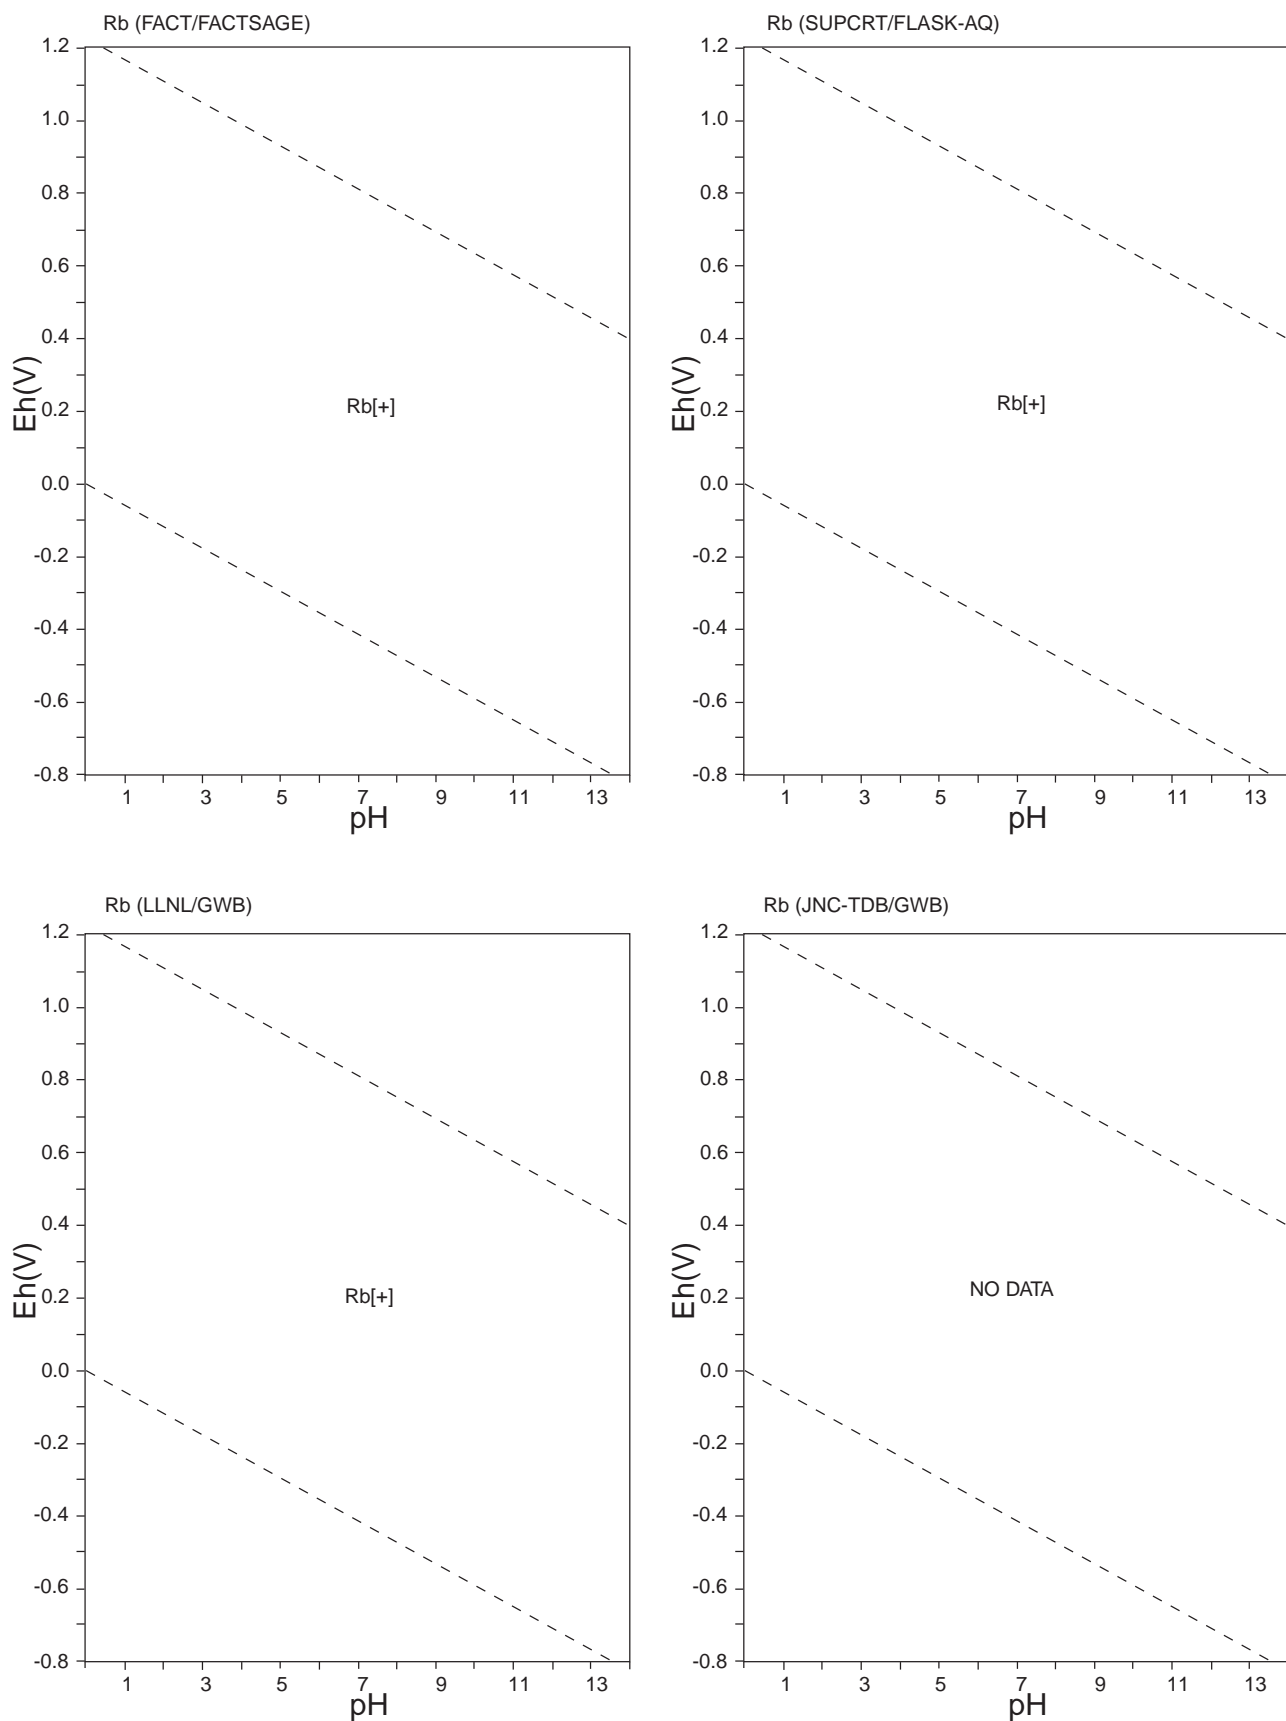 Rb (FACT/FACTSAGE)
1.2
1.0
0.8
0.6
0.4
0.2
0.0
-0.2
-0.4
-0.6
-0.8
Eh(V)
Rb[+]
1 3 5 7 9 11 13
pH
Rb (SUPCRT/FLASK-AQ)
1.2
1.0
0.8
0.6
0.4
0.2
0.0
-0.2
-0.4
-0.6
-0.8
Eh(V)
Rb[+]
1 3 5 7 9 11 13
pH
Rb (LLNL/GWB)
1.2
1.0
0.8
0.6
0.4
0.2
0.0
-0.2
-0.4
-0.6
-0.8
Eh(V)
Rb[+]
1 3 5 7 9 11 13
pH
Rb (JNC-TDB/GWB)
1.2
1.0
0.8
0.6
0.4
0.2
0.0
-0.2
-0.4
-0.6
-0.8
Eh(V)
NO DATA
1 3 5 7 9 11 13
pH